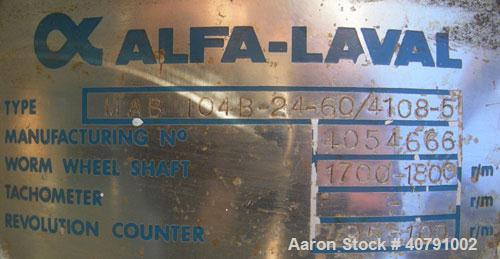 α ALFA-LAVAL
TYPE MAB 104B-24-60/4108-5
MANUFACTURING Nº 4054666
WORM WHEEL SHAFT 1700-1800 r/m
TACHOMETER r/m
REVOLUTION COUNTER r/m
Aaron Stock # 40791002